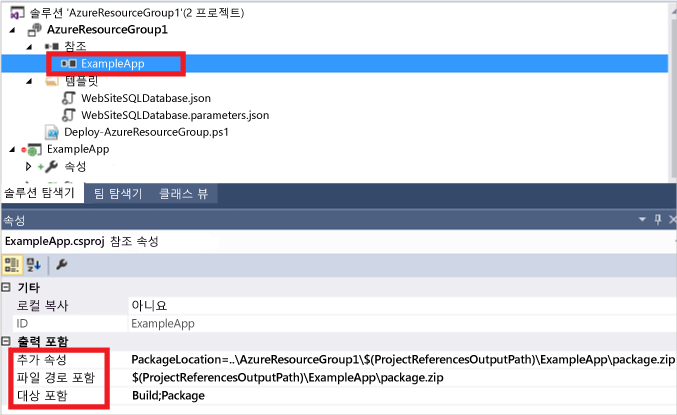 솔루션 'AzureResourceGroup1'(2 프로젝트)
AzureResourceGroup1
참조
ExampleApp
템플릿
WebSiteSQLDatabase.json
WebSiteSQLDatabase.parameters.json
Deploy-AzureResourceGroup.ps1
ExampleApp
속성
솔루션 탐색기 팀 탐색기 클래스 뷰
속성
ExampleApp.csproj 참조 속성
기타
로컬 복사 아니요
ID ExampleApp
출력 포함
추가 속성 PackageLocation=..\AzureResourceGroup1\$(ProjectReferencesOutputPath)\ExampleApp\package.zip
파일 경로 포함 $(ProjectReferencesOutputPath)\ExampleApp\package.zip
대상 포함 Build;Package